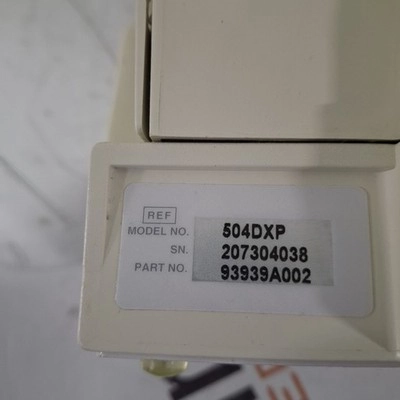 REF
MODEL NO. 504DXP
SN. 207304038
PART NO. 93939A002